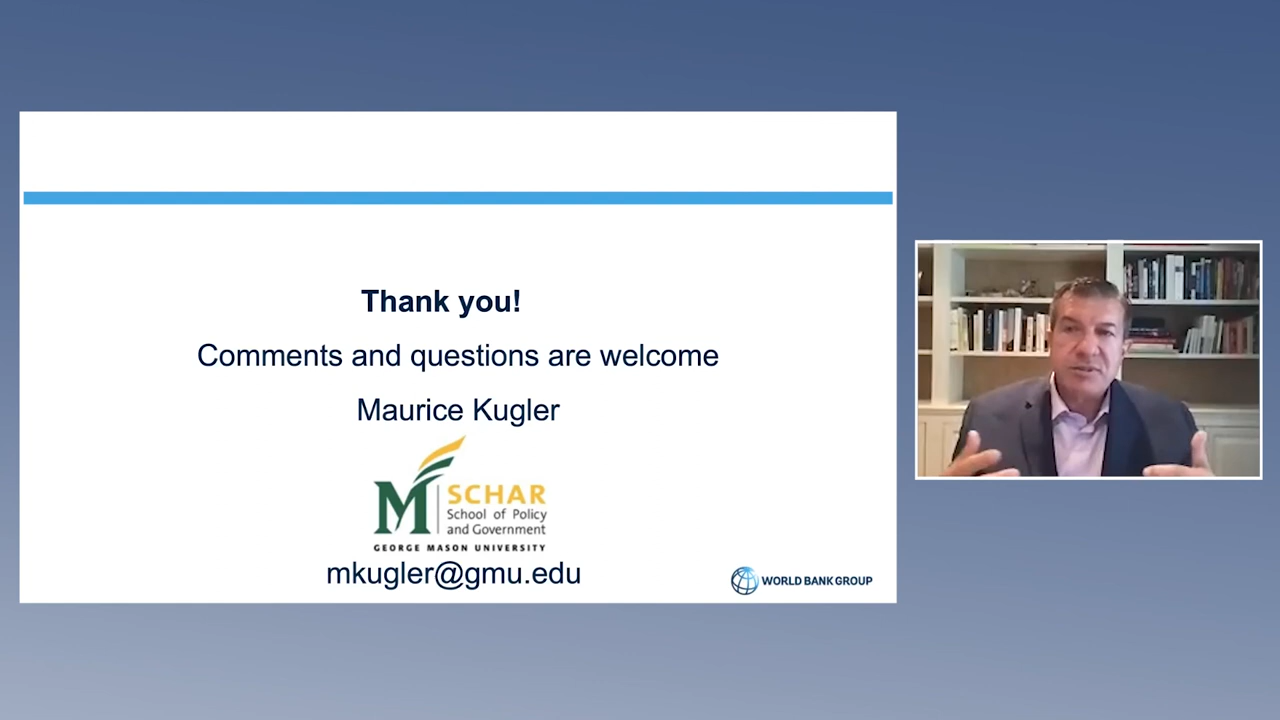 Thank you!
Comments and questions are welcome
Maurice Kugler
M SCHAR
School of Policy
and Government
GEORGE MASON UNIVERSITY
mkugler@gmu.edu
WORLD BANK GROUP